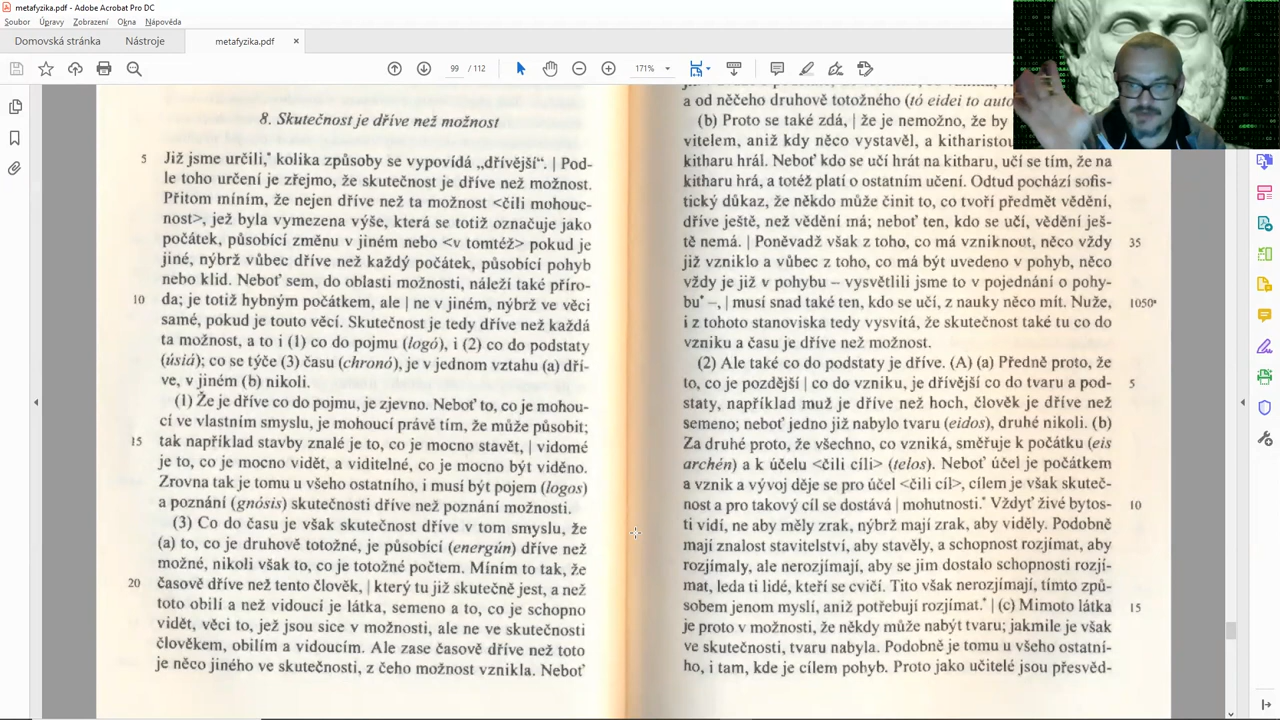 metafyzika.pdf - Adobe Acrobat Pro DC
Soubor Úpravy Zobrazení Okna Nápověda
Domovská stránka Nástroje metafyzika.pdf ×
99 / 112 171%
8. Skutečnost je dříve než možnost
5 Již jsme určili,* kolika způsoby se vypovídá „dřívější“. | Pod-
le toho určení je zřejmo, že skutečnost je dříve než možnost.
Přitom míním, že nejen dříve než ta možnost <čili mohuc-
nost>, jež byla vymezena výše, která se totiž označuje jako
počátek, působící změnu v jiném nebo <v tomtéž> pokud je
jiné, nýbrž vůbec dříve než každý počátek, působící pohyb
nebo klid. Neboť sem, do oblasti možnosti, náleží také příro-
10 da; je totiž hybným počátkem, ale | ne v jiném, nýbrž ve věci
samé, pokud je touto věcí. Skutečnost je tedy dříve než každá
ta možnost, a to i (1) co do pojmu (logó), i (2) co do podstaty
(úsiá); co se týče (3) času (chronó), je v jednom vztahu (a) dří-
ve, v jiném (b) nikoli.
(1) Že je dříve co do pojmu, je zjevno. Neboť to, co je mohou-
cí ve vlastním smyslu, je mohoucí právě tím, že může působit;
15 tak například stavby znalé je to, co je mocno stavět, | vidomé
je to, co je mocno vidět, a viditelné, co je mocno být viděno.
Zrovna tak je tomu u všeho ostatního, i musí být pojem (logos)
a poznání (gnósis) skutečnosti dříve než poznání možnosti.
(3) Co do času je však skutečnost dříve v tom smyslu, že
(a) to, co je druhově totožné, je působící (energún) dříve než
možné, nikoli však to, co je totožné počtem. Míním to tak, že
20 časově dříve než tento člověk, | který tu již skutečně jest, a než
toto obilí a než vidoucí je látka, semeno a to, co je schopno
vidět, věci to, jež jsou sice v možnosti, ale ne ve skutečnosti
člověkem, obilím a vidoucím. Ale zase časově dříve než toto
je něco jiného ve skutečnosti, z čeho možnost vznikla. Neboť
a od něčeho druhově totožného (tó eidei to auto
(b) Proto se také zdá, | že je nemožno, že by
vitelem, aniž kdy něco vystavěl, a kitharistou
kitharu hrál. Neboť kdo se učí hrát na kitharu, učí se tím, že na
kitharu hrá, a totéž platí o ostatním učení. Odtud pochází sofis-
tický důkaz, že někdo může činit to, co tvoří předmět vědění,
dříve ještě, než vědění má; neboť ten, kdo se učí, vědění ješ-
tě nemá. | Poněvadž však z toho, co má vzniknout, něco vždy 35
již vzniklo a vůbec z toho, co má být uvedeno v pohyb, něco
vždy je již v pohybu – vysvětlili jsme to v pojednání o pohy-
bu* –, | musí snad také ten, kdo se učí, z nauky něco mít. Nuže, 1050ᵃ
i z tohoto stanoviska tedy vysvítá, že skutečnost také tu co do
vzniku a času je dříve než možnost.
(2) Ale také co do podstaty je dříve. (A) (a) Předně proto, že
to, co je pozdější | co do vzniku, je dřívější co do tvaru a pod- 5
staty, například muž je dříve než hoch, člověk je dříve než
semeno; neboť jedno již nabylo tvaru (eidos), druhé nikoli. (b)
Za druhé proto, že všechno, co vzniká, směřuje k počátku (eis
archén) a k účelu <čili cíli> (telos). Neboť účel je počátkem
a vznik a vývoj děje se pro účel <čili cíl>, cílem je však skuteč-
nost a pro takový cíl se dostává | mohutnosti.* Vždyť živé bytos- 10
ti vidí, ne aby měly zrak, nýbrž mají zrak, aby viděly. Podobně
mají znalost stavitelství, aby stavěly, a schopnost rozjímat, aby
rozjímaly, ale nerozjímají, aby se jim dostalo schopnosti rozjí-
mat, leda ti lidé, kteří se cvičí. Tito však nerozjímají, tímto způ-
sobem jenom myslí, aniž potřebují rozjímat.* | (c) Mimoto látka 15
je proto v možnosti, že někdy může nabýt tvaru; jakmile je však
ve skutečnosti, tvaru nabyla. Podobně je tomu u všeho ostatní-
ho, i tam, kde je cílem pohyb. Proto jako učitelé jsou přesvěd-